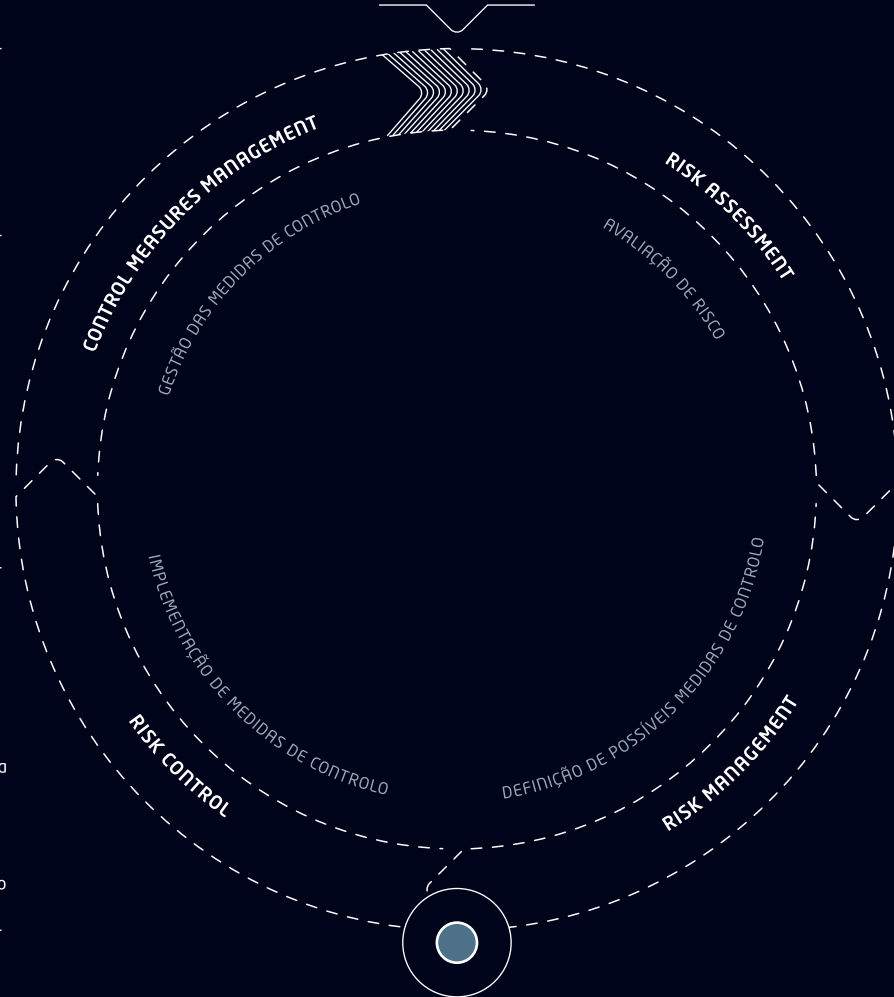 CONTROL MEASURES MANAGEMENT
GESTÃO DAS MEDIDAS DE CONTROLO
RISK ASSESSMENT
AVALIAÇÃO DE RISCO
RISK MANAGEMENT
DEFINIÇÃO DE POSSÍVEIS MEDIDAS DE CONTROLO
RISK CONTROL
IMPLEMENTAÇÃO DE MEDIDAS DE CONTROLO